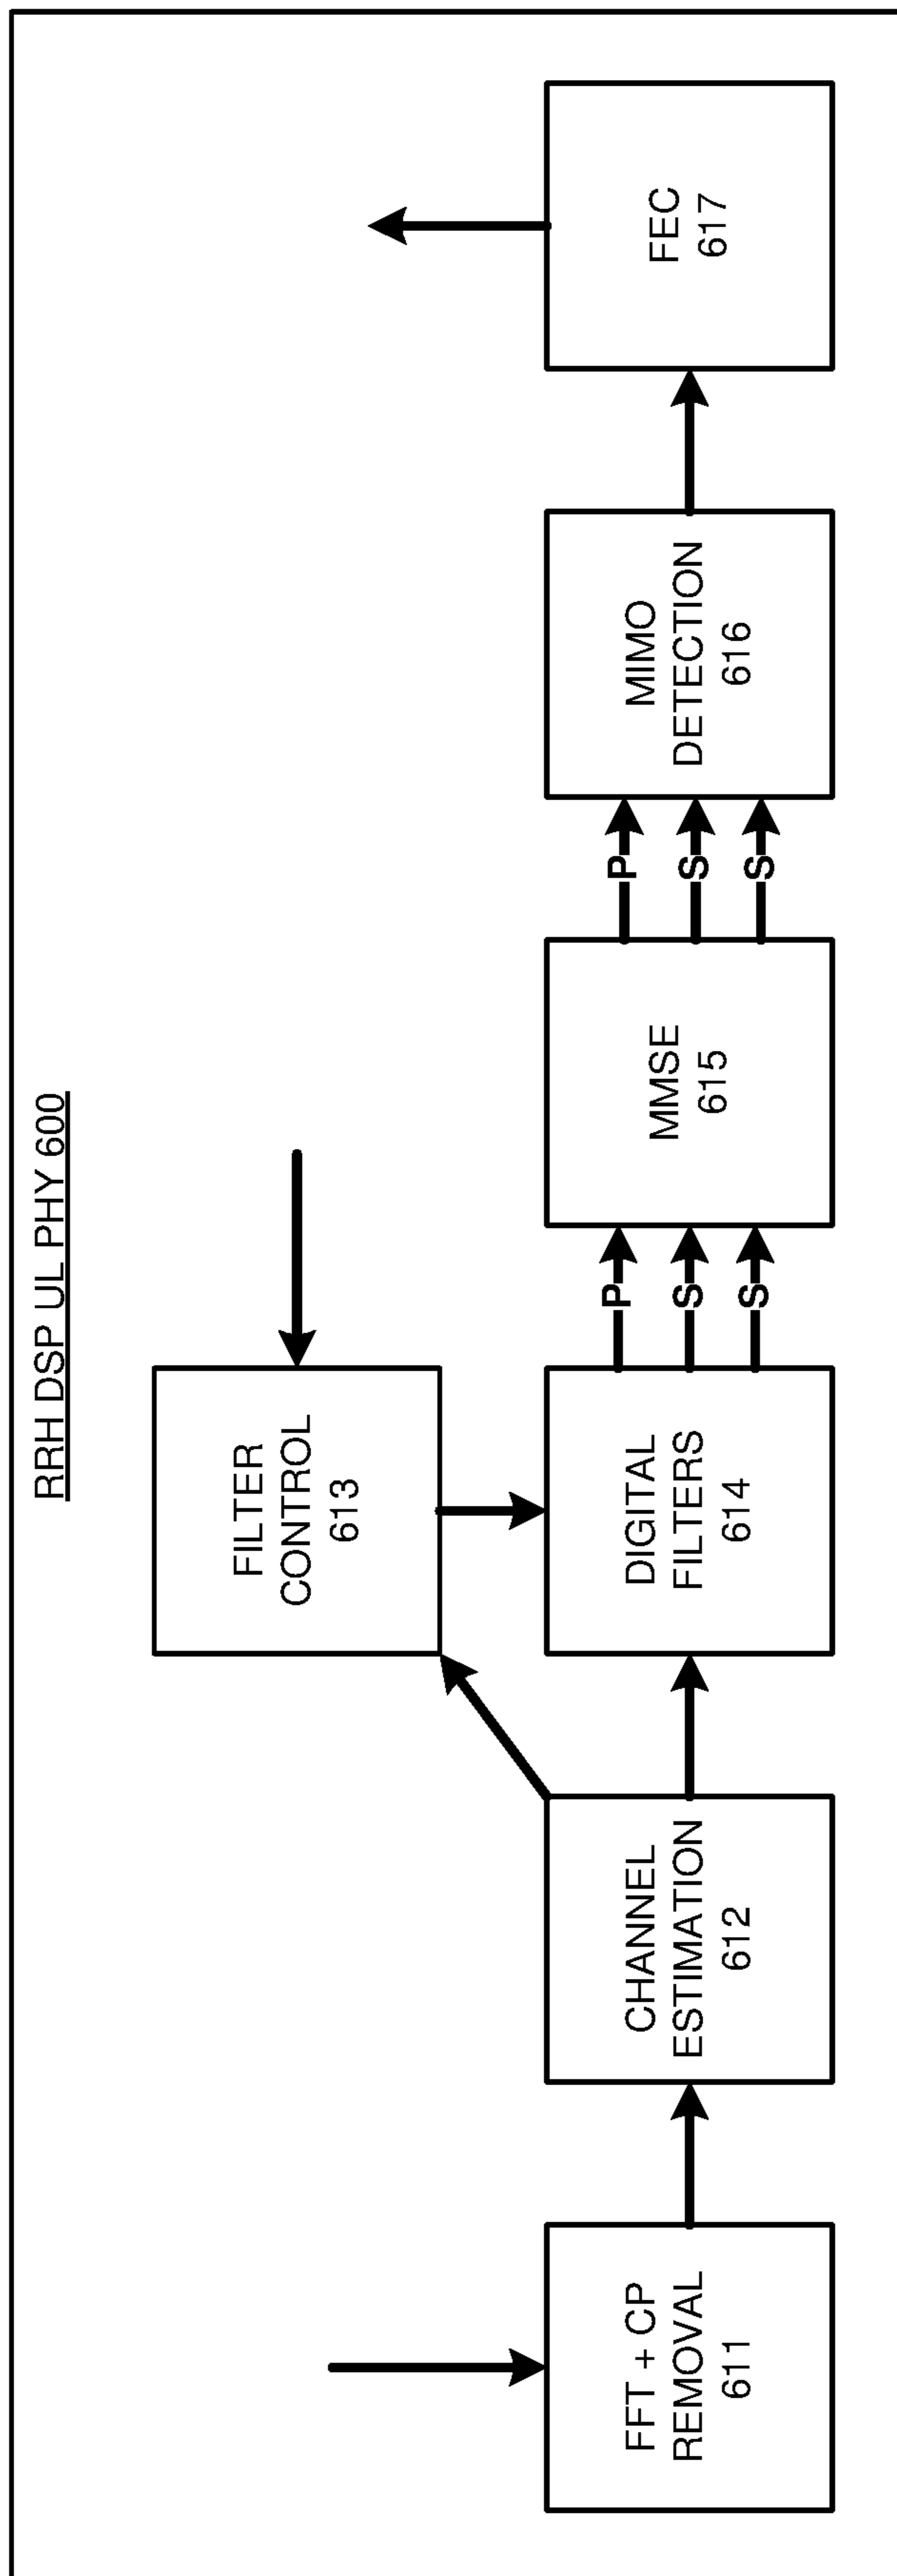 RRH DSP UL PHY 600
FILTER
CONTROL
613
FFT + CP
REMOVAL
611
CHANNEL
ESTIMATION
612
DIGITAL
FILTERS
614
P
S
S
MMSE
615
P
S
S
MIMO
DETECTION
616
FEC
617